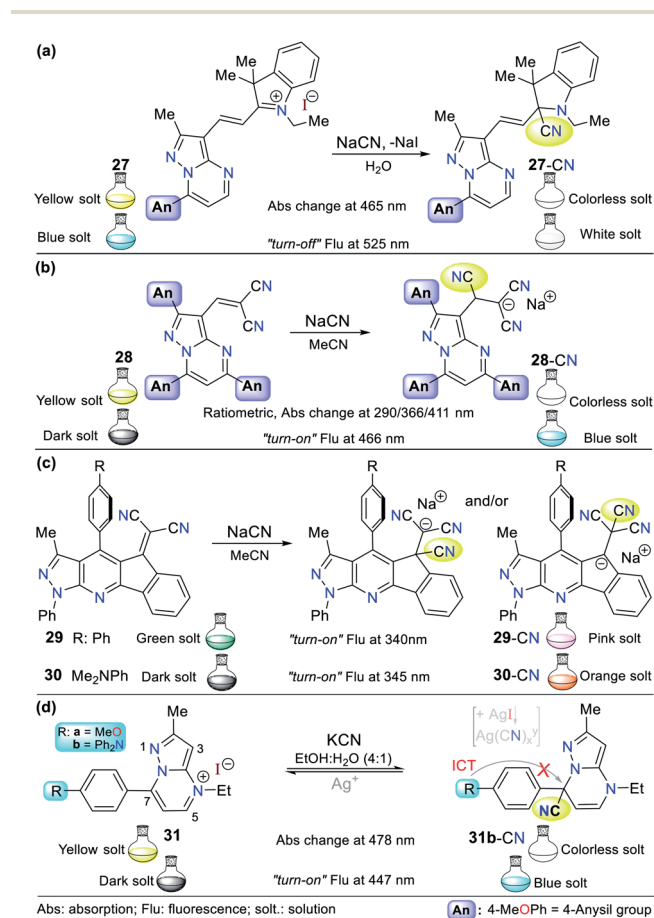 (a)
Me
Me
N
⊕
I⊖
Me
Me
N
N
N
An
27
Yellow solt
Blue solt
NaCN, -NaI
H2O
Abs change at 465 nm
"turn-off" Flu at 525 nm
Me
Me
N
CN
Me
Me
N
N
N
An
27-CN
Colorless solt
White solt
(b)
An
CN
CN
N
N
N
An
An
28
Yellow solt
Dark solt
NaCN
MeCN
Ratiometric, Abs change at 290/366/411 nm
"turn-on" Flu at 466 nm
NC
CN
⊖
CN
Na⊕
An
N
N
N
An
An
28-CN
Colorless solt
Blue solt
(c)
R
NC
CN
Me
N
N
N
Ph
29 R: Ph
Green solt
30 Me2NPh
Dark solt
NaCN
MeCN
"turn-on" Flu at 340nm
"turn-on" Flu at 345 nm
R
Na⊕
NC
⊖
CN
CN
Me
N
N
N
Ph
and/or
R
NC
CN
CN
⊖
Na⊕
Me
N
N
N
Ph
29-CN
Pink solt
30-CN
Orange solt
(d)
R: a = MeO
b = Ph2N
Me
1
3
N
N
N
⊕
I⊖
Et
R
7
5
31
Yellow solt
Dark solt
KCN
EtOH:H2O (4:1)
Ag+
Abs change at 478 nm
"turn-on" Flu at 447 nm
[+ AgI↓
Ag(CN)xy]
ICT
X
Me
N
N
N
Et
R
NC
31b-CN
Colorless solt
Blue solt
Abs: absorption; Flu: fluorescence; solt.: solution
An : 4-MeOPh = 4-Anysil group